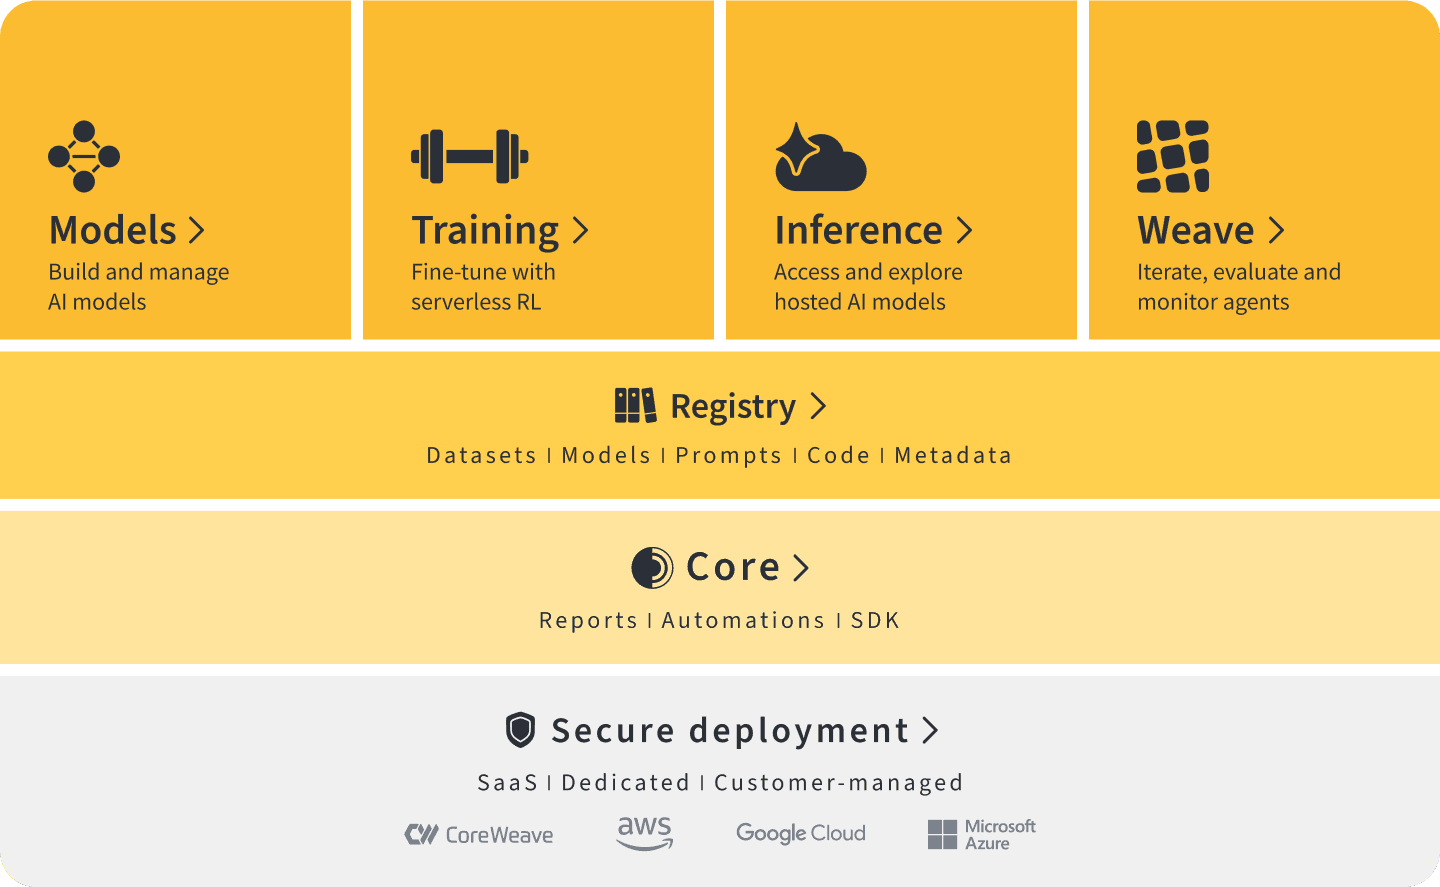 Models
Build and manage
AI models
Training
Fine-tune with
serverless RL
Inference
Access and explore
hosted AI models
Weave
Iterate, evaluate and
monitor agents
Registry
Datasets | Models | Prompts | Code | Metadata
Core
Reports | Automations | SDK
Secure deployment
SaaS | Dedicated | Customer-managed
CoreWeave
aws
Google Cloud
Microsoft
Azure